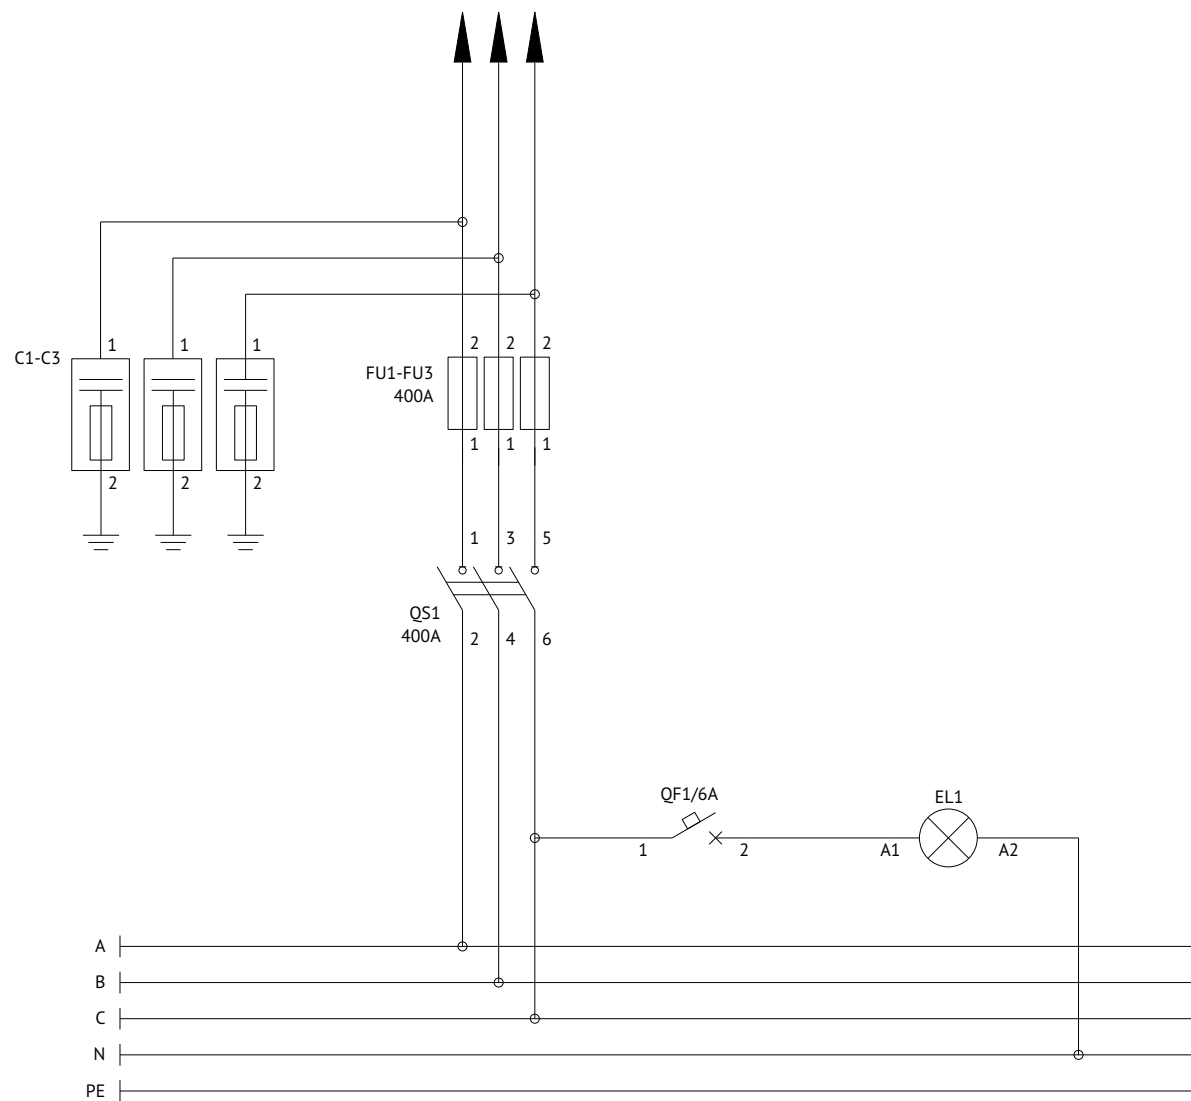 1 1 1
C1-C3
2 2 2
2 2 2
FU1-FU3
400A
1 1 1
1 3 5
QS1
400A
2 4 6
QF1/6A
1 2
EL1
A1 A2
A
B
C
N
PE